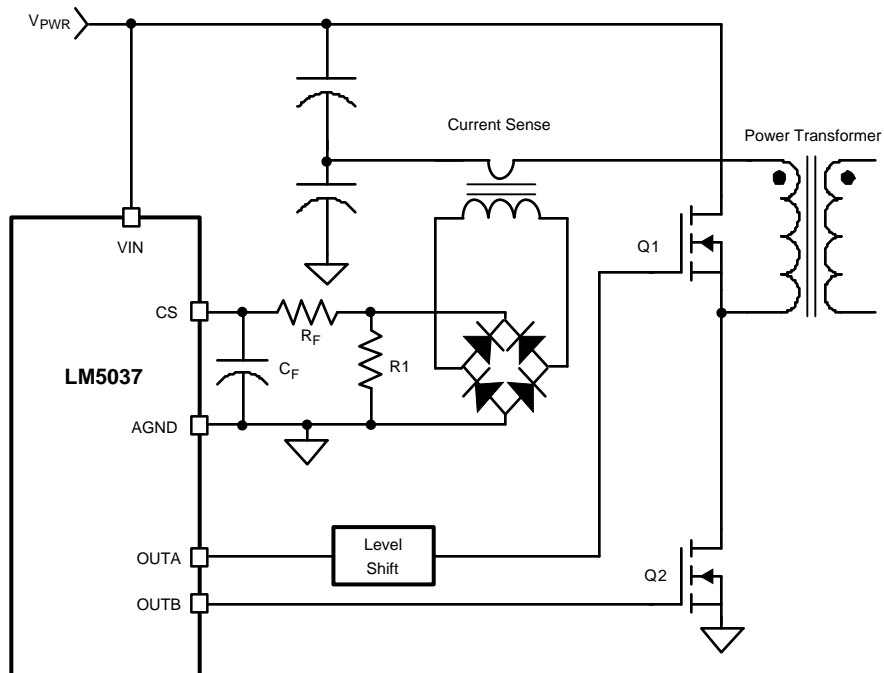 VPWR
Current Sense
Power Transformer
VIN
Q1
CS
RF
R1
CF
LM5037
AGND
OUTA
Level
Shift
Q2
OUTB